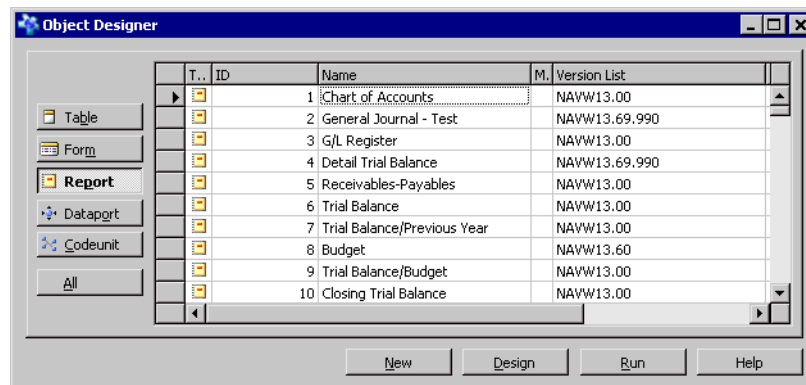 Object Designer
T.. ID Name M. Version List
1 Chart of Accounts NAVW13.00
2 General Journal - Test NAVW13.69.990
3 G/L Register NAVW13.00
4 Detail Trial Balance NAVW13.69.990
5 Receivables-Payables NAVW13.00
6 Trial Balance NAVW13.00
7 Trial Balance/Previous Year NAVW13.00
8 Budget NAVW13.60
9 Trial Balance/Budget NAVW13.00
10 Closing Trial Balance NAVW13.00
Table
Form
Report
Dataport
Codeunit
All
New Design Run Help